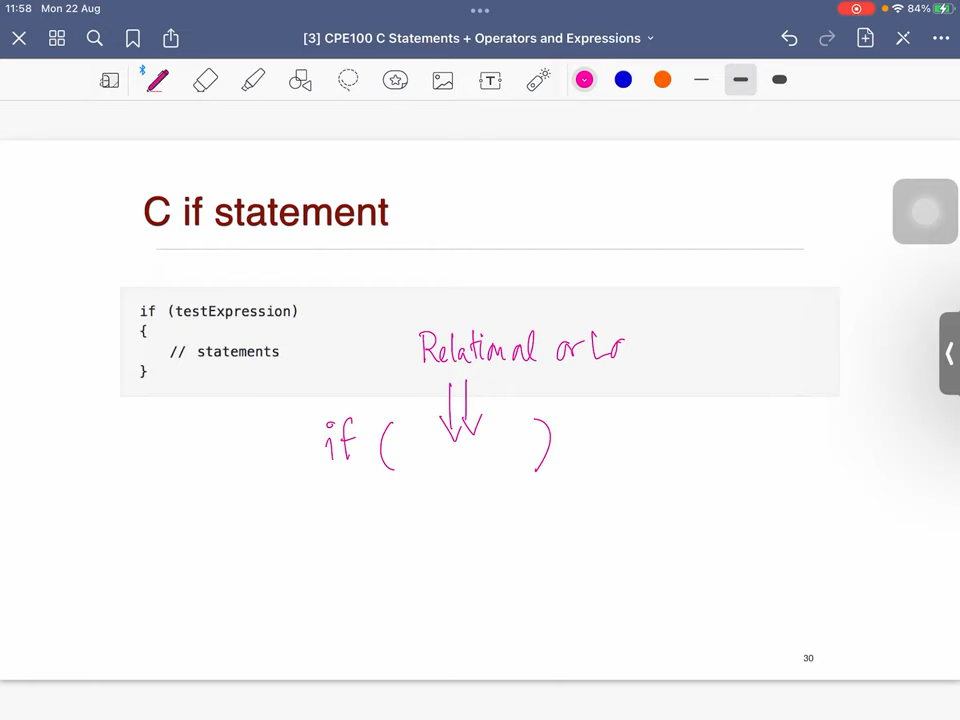 11:58 Mon 22 Aug
84%
[3] CPE100 C Statements + Operators and Expressions
T
C if statement
if (testExpression)
{
// statements
}
Relational or Lo
if ( )
30